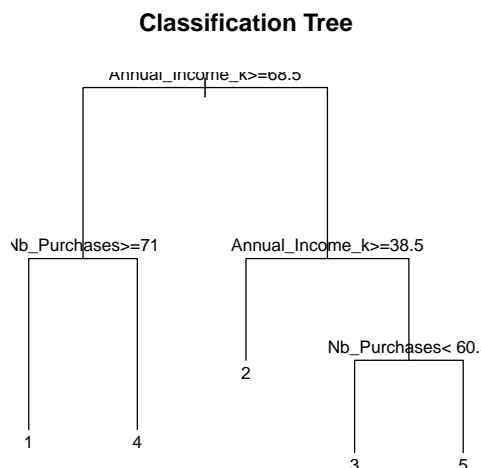 Classification Tree
Annual_Income_k>=68.5
Nb_Purchases>=71
Annual_Income_k>=38.5
Nb_Purchases< 60.
2
1
4
3
5